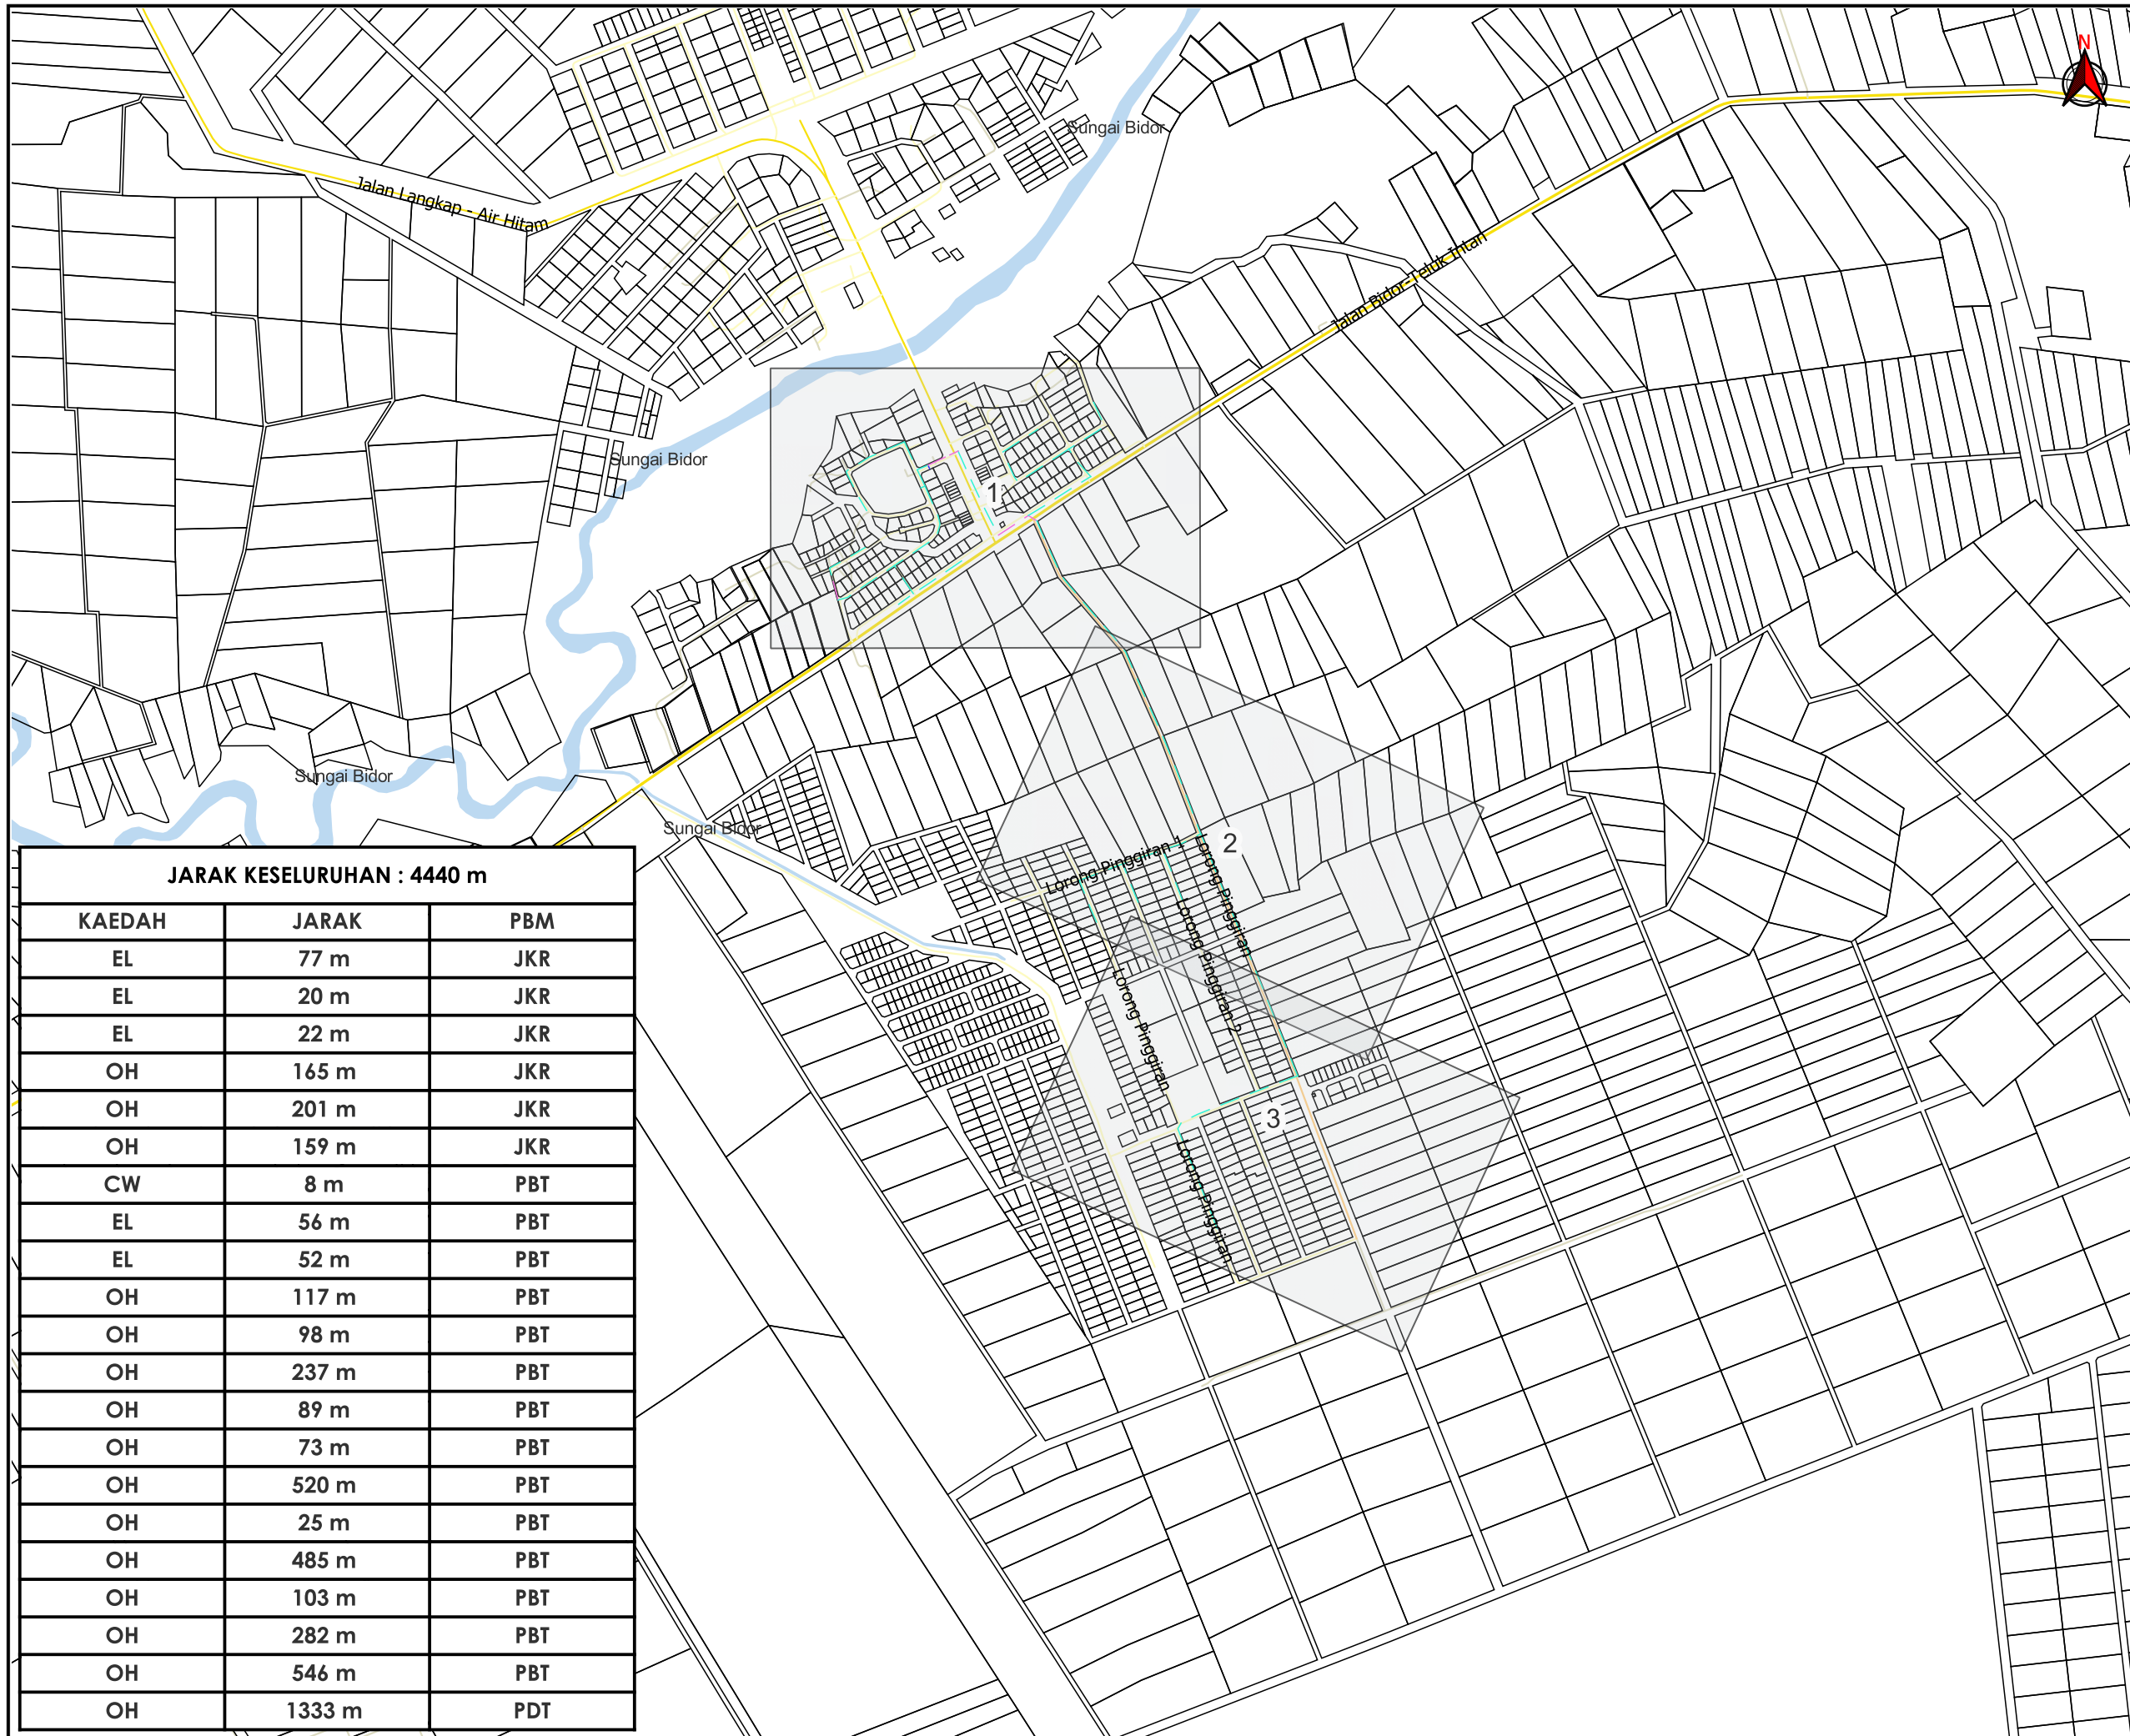 N
Sungai Bidor
Jalan Langkap - Air Hitam
Jalan Bidor-Teluk Intan
Sungai Bidor
1
Sungai Bidor
Sungai Bidor
2
Lorong Pinggiran 1
Lorong Pinggiran
Lorong Pinggiran 2
Lorong Pinggiran
3
Lorong Pinggiran
JARAK KESELURUHAN : 4440 m
KAEDAH JARAK PBM
EL 77 m JKR
EL 20 m JKR
EL 22 m JKR
OH 165 m JKR
OH 201 m JKR
OH 159 m JKR
CW 8 m PBT
EL 56 m PBT
EL 52 m PBT
OH 117 m PBT
OH 98 m PBT
OH 237 m PBT
OH 89 m PBT
OH 73 m PBT
OH 520 m PBT
OH 25 m PBT
OH 485 m PBT
OH 103 m PBT
OH 282 m PBT
OH 546 m PBT
OH 1333 m PDT